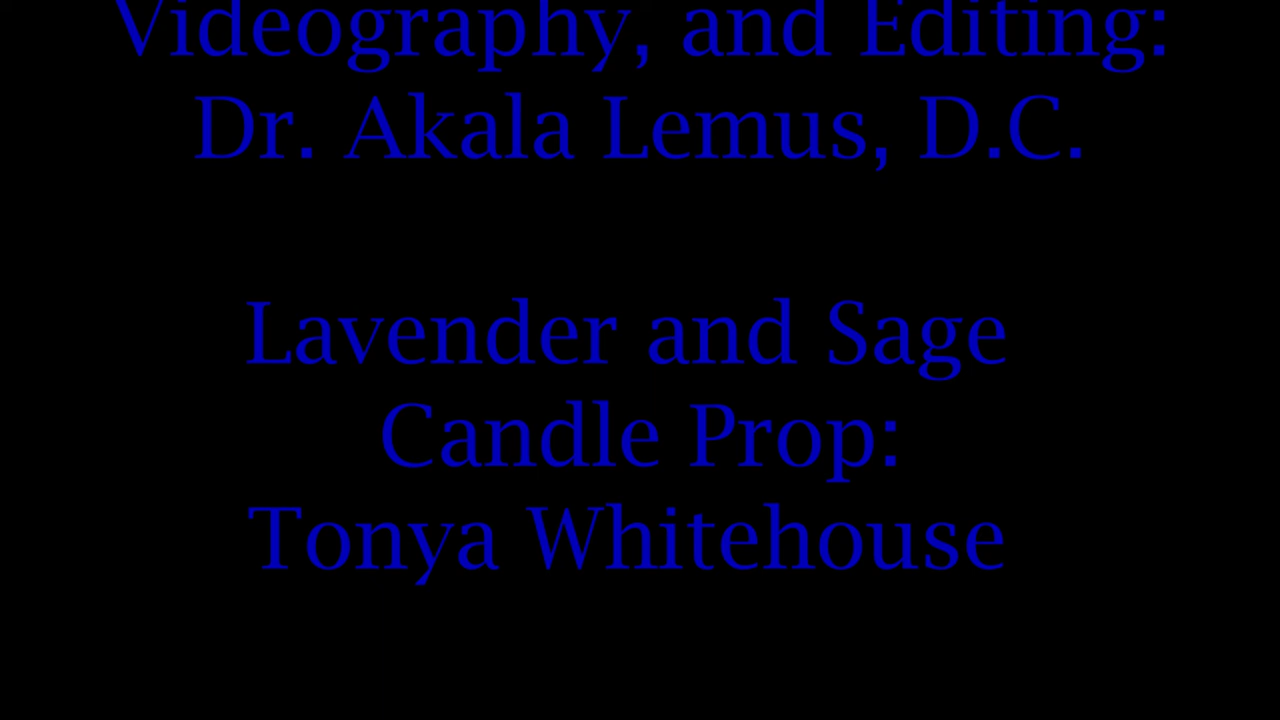 Videography, and Editing:
Dr. Akala Lemus, D.C.
Lavender and Sage
Candle Prop:
Tonya Whitehouse